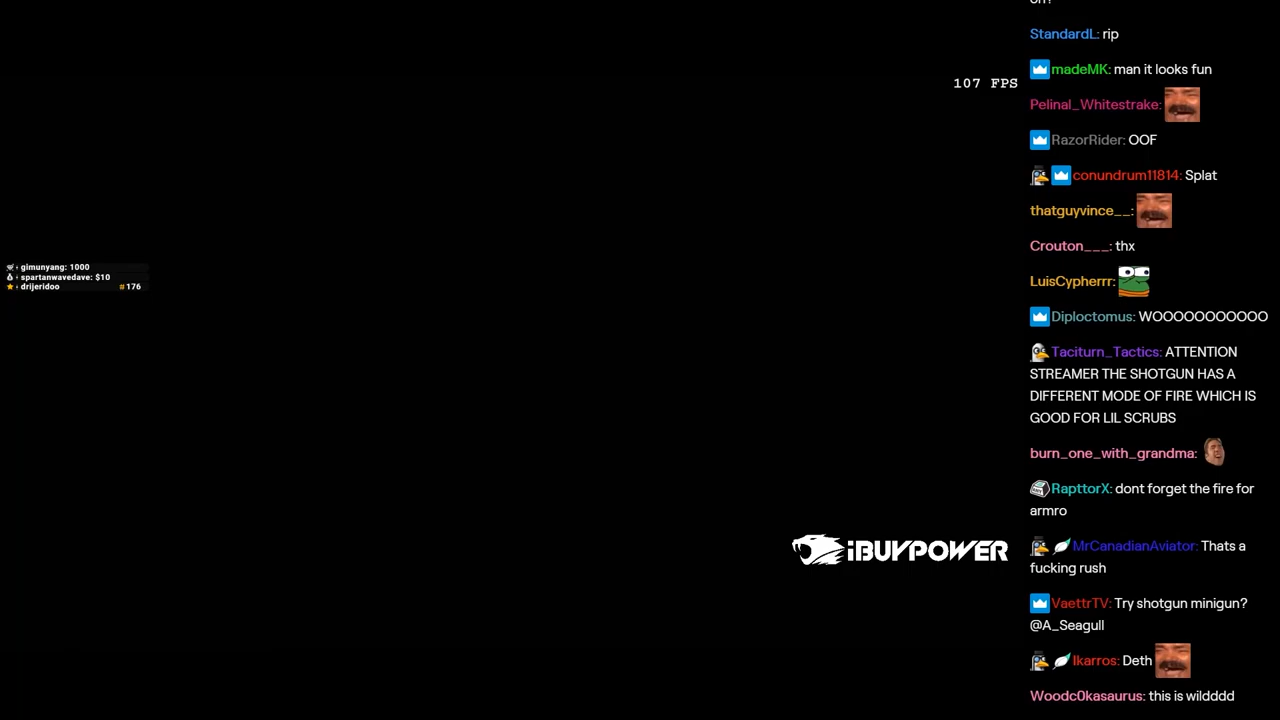 on?
StandardL: rip
107 FPS
madeMK: man it looks fun
Pelinal_Whitestrake:
RazorRider: OOF
conundrum11814: Splat
thatguyvince__:
Crouton___: thx
gimunyang: 1000
spartanwavedave: $10
drijeridoo #176
LuisCypherrr:
Diploctomus: WOOOOOOOOOOO
Taciturn_Tactics: ATTENTION
STREAMER THE SHOTGUN HAS A
DIFFERENT MODE OF FIRE WHICH IS
GOOD FOR LIL SCRUBS
burn_one_with_grandma:
RapttorX: dont forget the fire for
armro
iBUYPOWER
MrCanadianAviator: Thats a
fucking rush
VaettrTV: Try shotgun minigun?
@A_Seagull
Ikarros: Deth
Woodc0kasaurus: this is wildddd